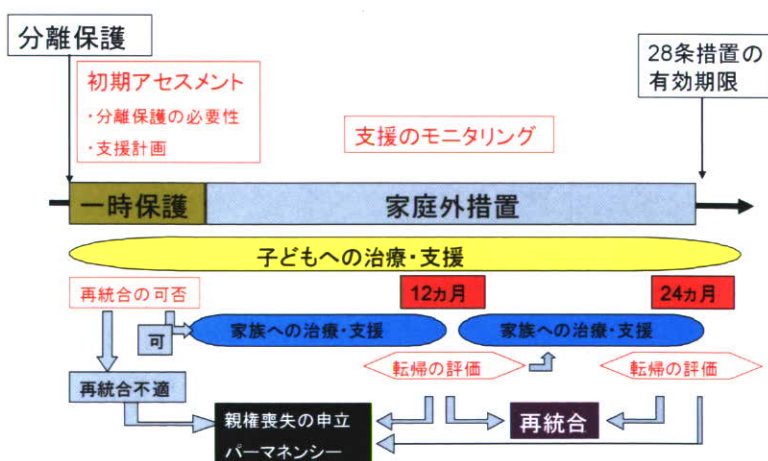 分離保護
初期アセスメント
・分離保護の必要性
・支援計画
支援のモニタリング
28条措置の
有効期限
一時保護
家庭外措置
子どもへの治療・支援
再統合の可否
12カ月
24カ月
可
家族への治療・支援
家族への治療・支援
転帰の評価
転帰の評価
再統合不適
親権喪失の申立
パーマネンシー
再統合